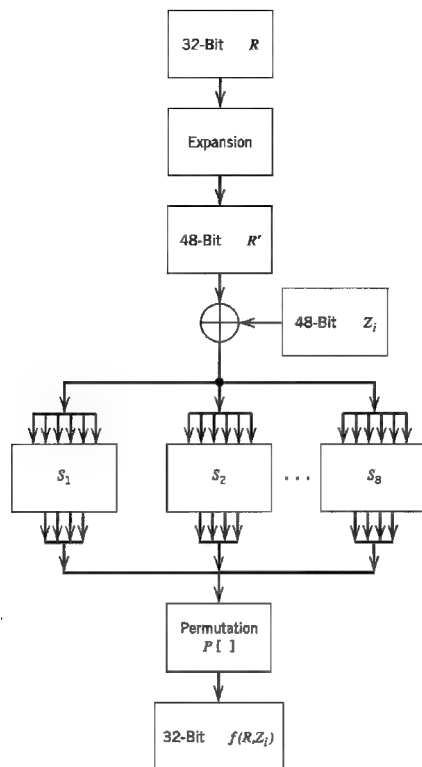 32-Bit R
Expansion
48-Bit R'
48-Bit Z_i
S_1
S_2
. . .
S_8
Permutation
P[ ]
32-Bit f(R,Z_i)